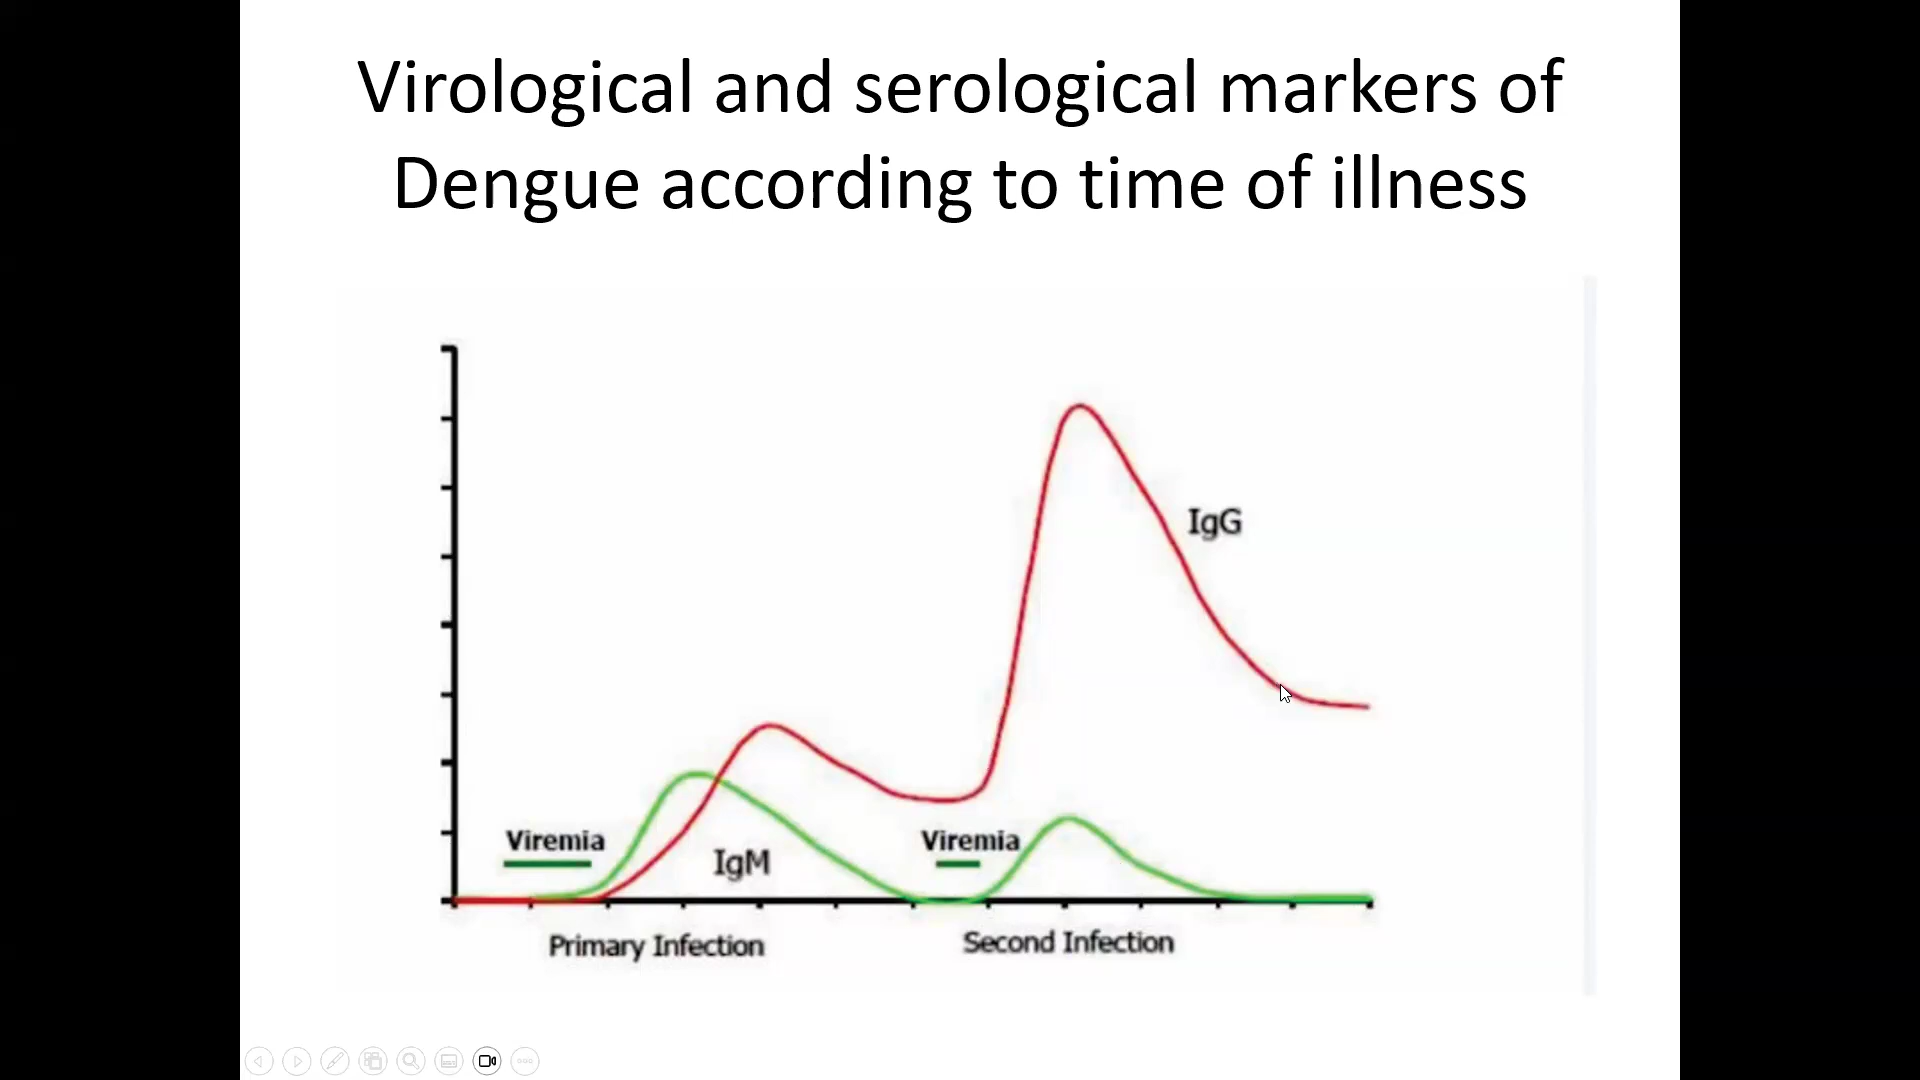 Virological and serological markers of
Dengue according to time of illness
IgG
Viremia
IgM
Viremia
Primary Infection
Second Infection